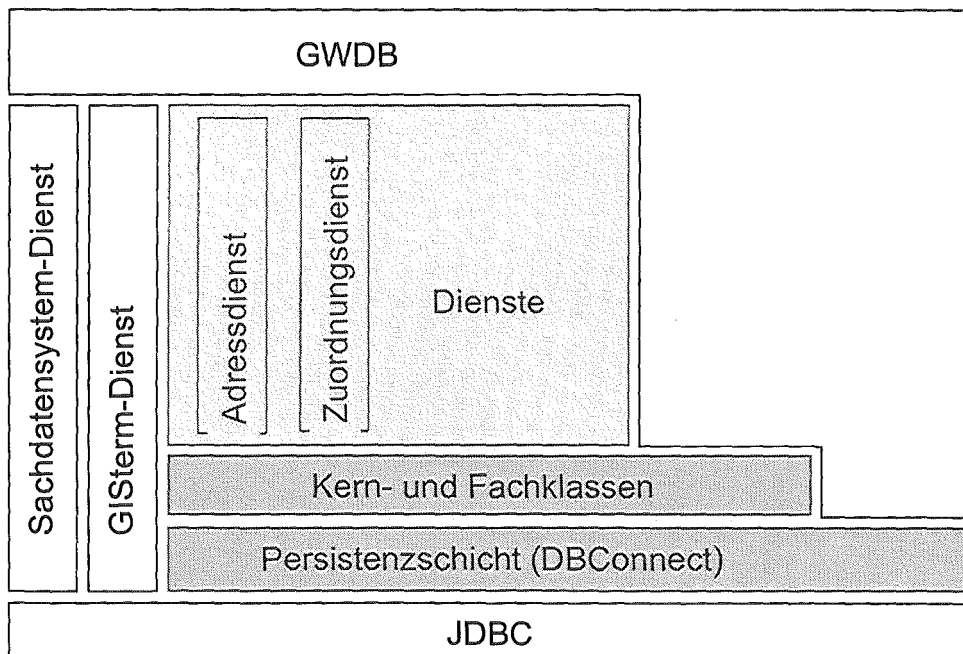 GWDB
Sachdatensystem-Dienst
GISterm-Dienst
Adressdienst
Zuordnungsdienst
Dienste
Kern- und Fachklassen
Persistenzschicht (DBConnect)
JDBC